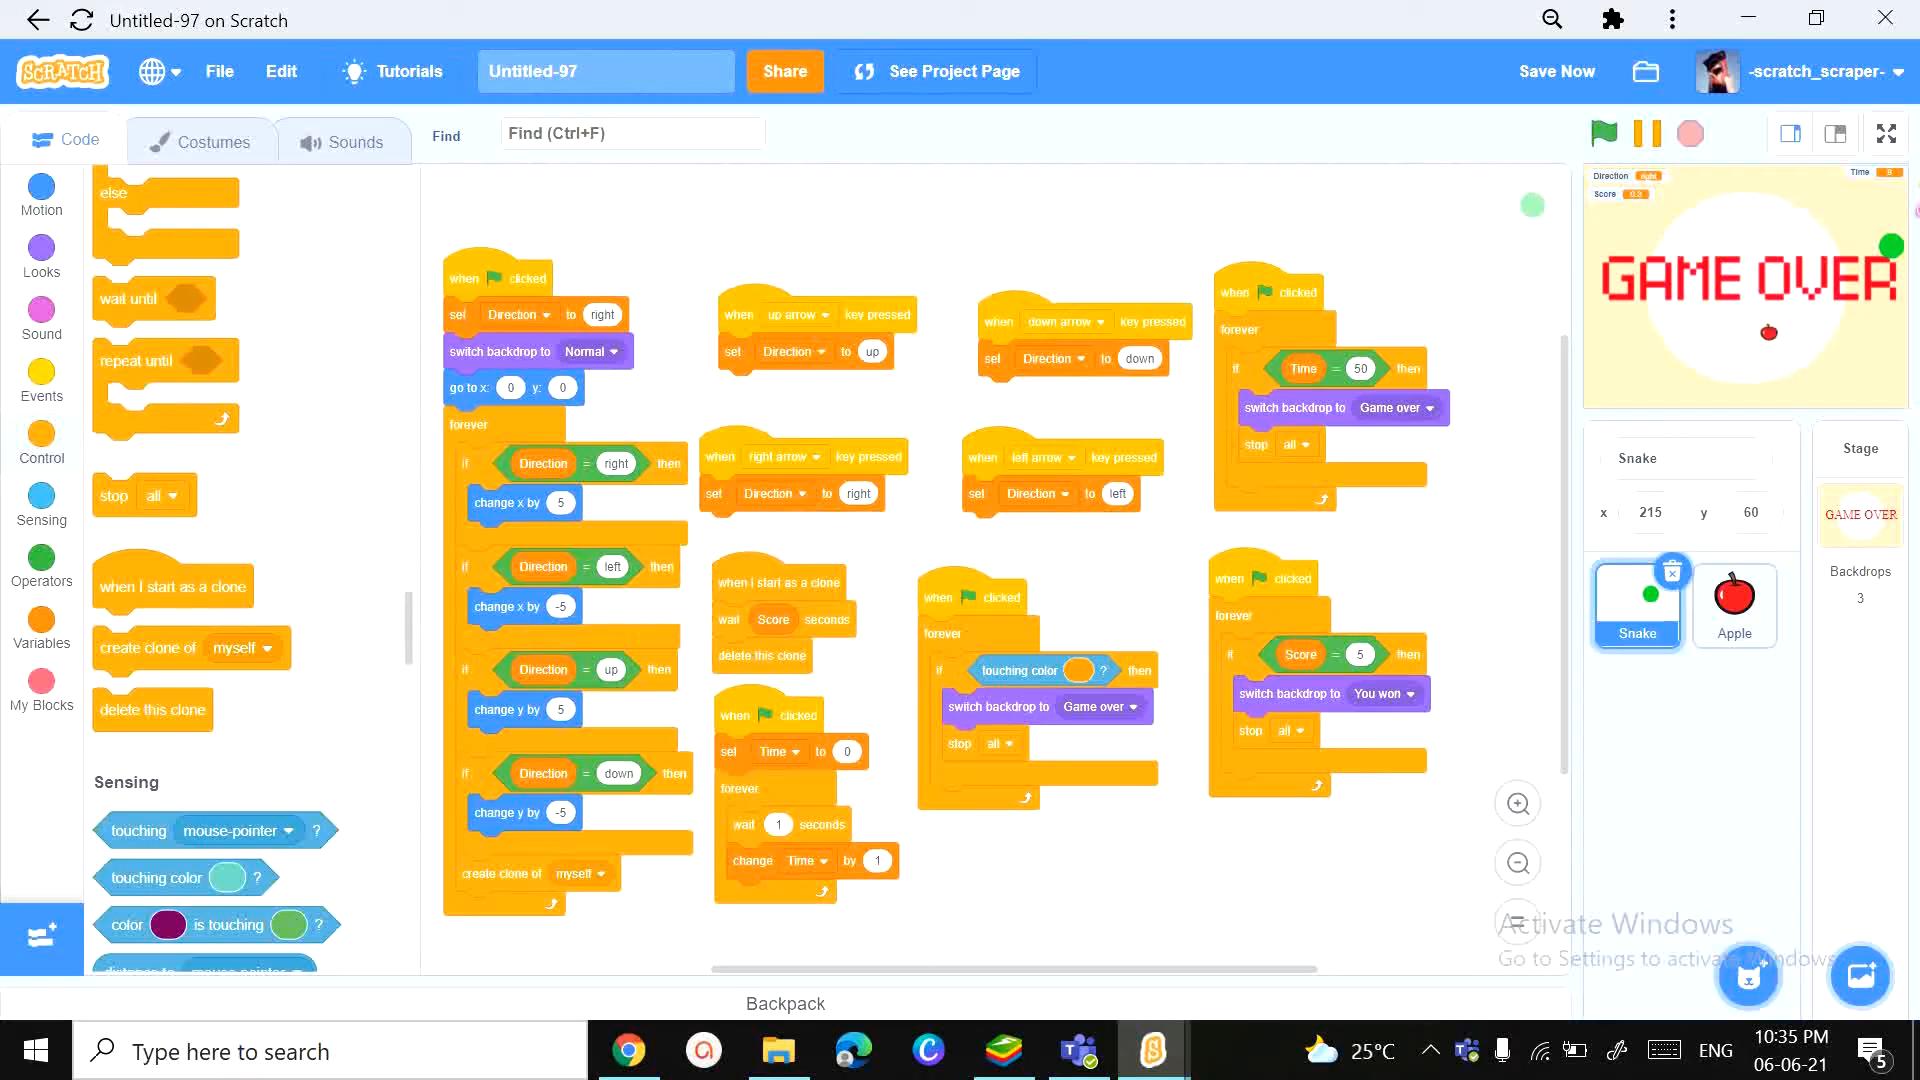 Untitled-97 on Scratch
SCRATCH
File
Edit
Tutorials
Untitled-97
Share
See Project Page
Save Now
-scratch_scraper-
Code
Costumes
Sounds
Find
Find (Ctrl+F)
Motion
Looks
Sound
Events
Control
Sensing
Operators
Variables
My Blocks
else
wait until
repeat until
stop all
when I start as a clone
create clone of myself
delete this clone
Sensing
touching mouse-pointer ?
touching color ?
color is touching ?
distance to mouse-pointer
when clicked
set Direction to right
switch backdrop to Normal
go to x: 0 y: 0
forever
if Direction = right then
change x by 5
if Direction = left then
change x by -5
if Direction = up then
change y by 5
if Direction = down then
change y by -5
create clone of myself
when up arrow key pressed
set Direction to up
when right arrow key pressed
set Direction to right
when I start as a clone
wait Score seconds
delete this clone
when clicked
set Time to 0
forever
wait 1 seconds
change Time by 1
when down arrow key pressed
set Direction to down
when left arrow key pressed
set Direction to left
when clicked
forever
if touching color ? then
switch backdrop to Game over
stop all
when clicked
forever
if Time = 50 then
switch backdrop to Game over
stop all
when clicked
forever
if Score = 5 then
switch backdrop to You won
stop all
Direction right
Score 0.3
Time 8
GAME OVER
Snake
x 215 y 60
Snake
Apple
Stage
GAME OVER
Backdrops
3
Activate Windows
Go to Settings to activate Windows.
Backpack
Type here to search
25°C
ENG
10:35 PM
06-06-21
5